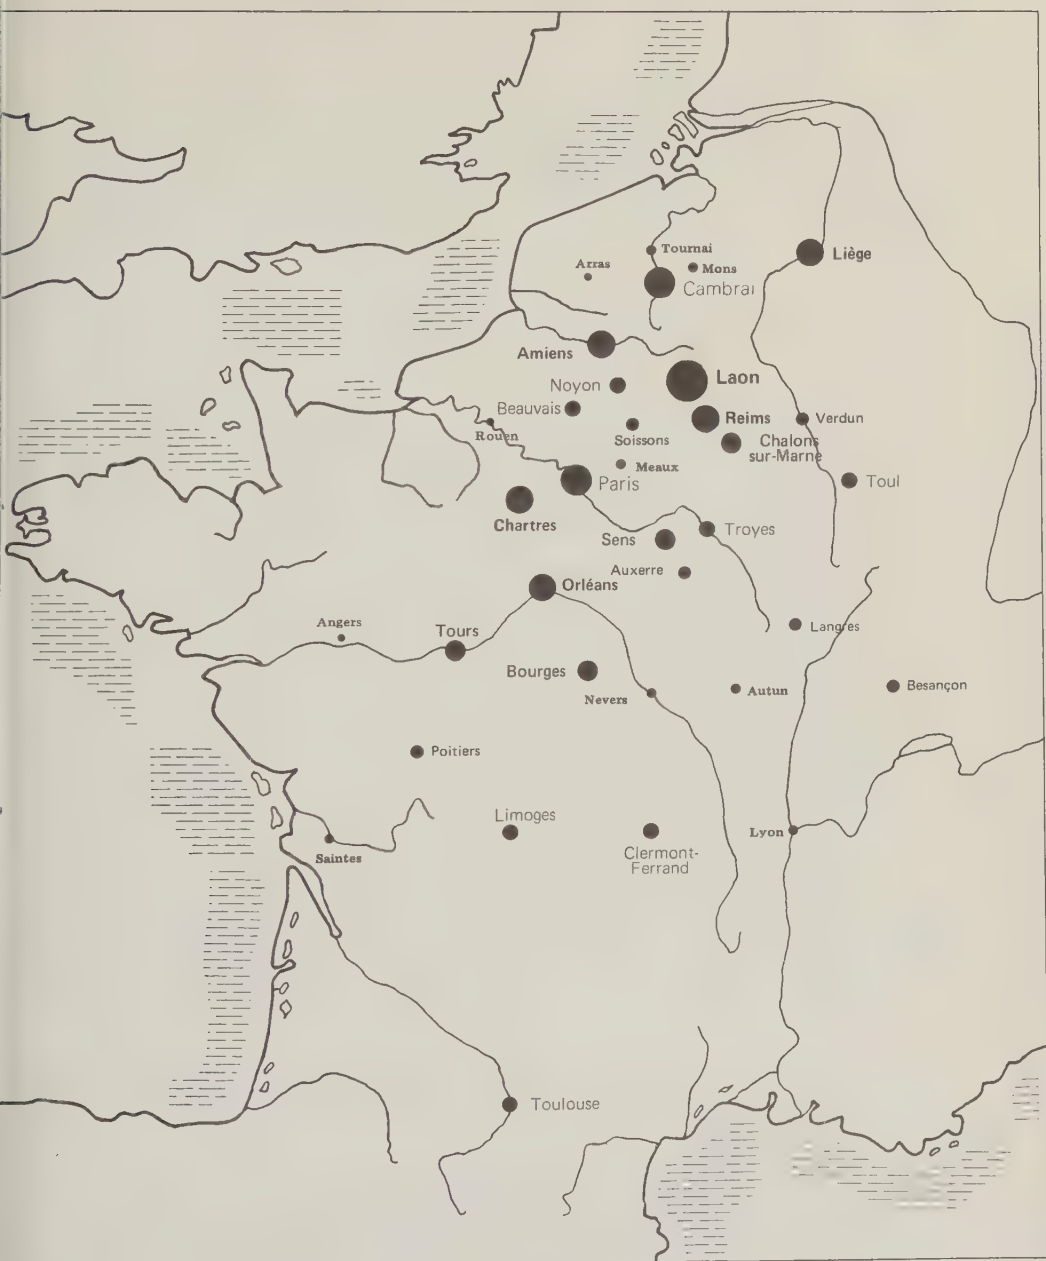 Tournai
Liège
Arras
Mons
Cambrai
Amiens
Laon
Noyon
Beauvais
Reims
Verdun
Rouen
Soissons
Chalons
sur-Marne
Meaux
Paris
Toul
Chartres
Sens
Troyes
Auxerre
Orléans
Angers
Tours
Langres
Bourges
Nevers
Autun
Besançon
Poitiers
Limoges
Lyon
Saintes
Clermont-
Ferrand
Toulouse